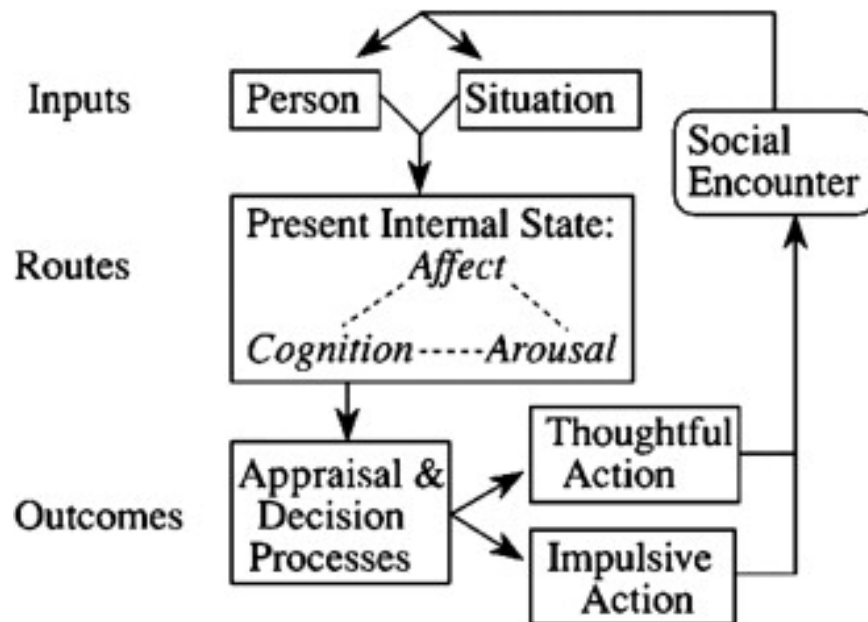 Inputs
Person
Situation
Social
Encounter
Routes
Present Internal State:
Affect
Cognition
Arousal
Outcomes
Appraisal &
Decision
Processes
Thoughtful
Action
Impulsive
Action